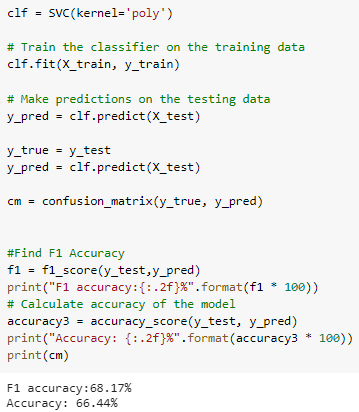 clf = SVC(kernel='poly')
# Train the classifier on the training data
clf.fit(X_train, y_train)
# Make predictions on the testing data
y_pred = clf.predict(X_test)
y_true = y_test
y_pred = clf.predict(X_test)
cm = confusion_matrix(y_true, y_pred)
#Find F1 Accuracy
f1 = f1_score(y_test,y_pred)
print("F1 accuracy:{:.2f}%".format(f1 * 100))
# Calculate accuracy of the model
accuracy3 = accuracy_score(y_test, y_pred)
print("Accuracy: {:.2f}%".format(accuracy3 * 100))
print(cm)
F1 accuracy:68.17%
Accuracy: 66.44%